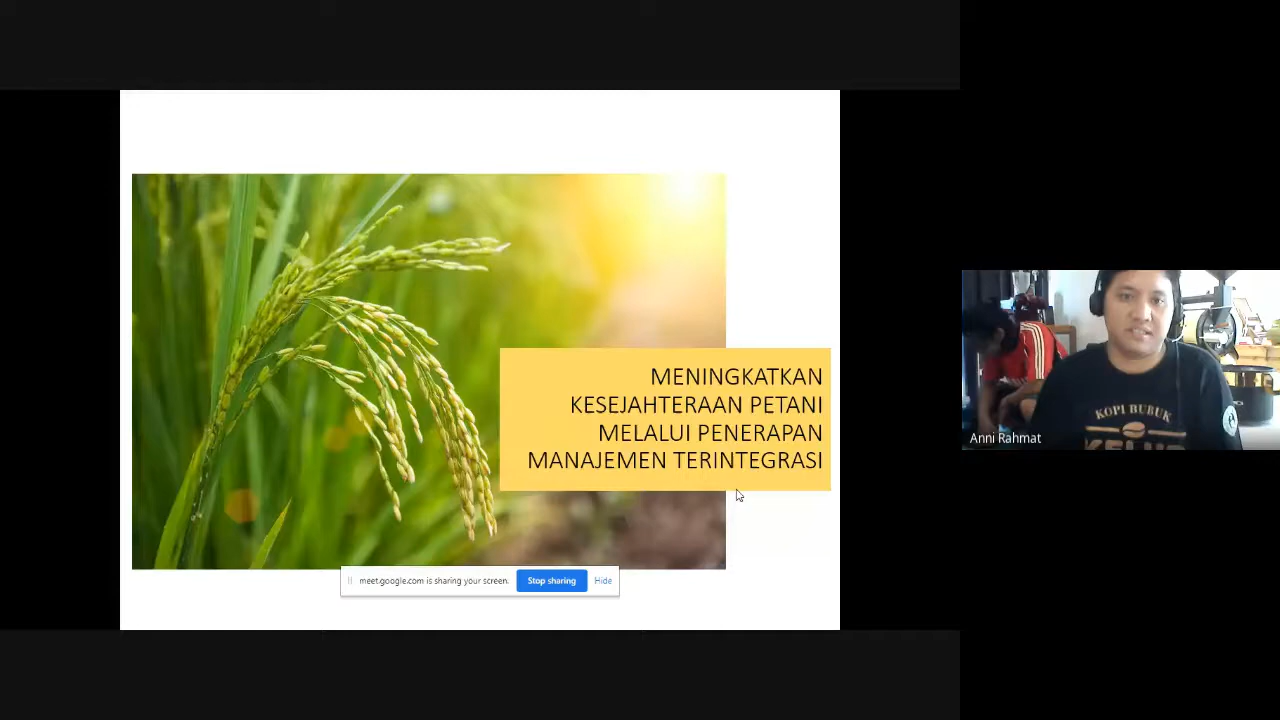 MENINGKATKAN
KESEJAHTERAAN PETANI
MELALUI PENERAPAN
MANAJEMEN TERINTEGRASI
meet.google.com is sharing your screen.
Stop sharing
Hide
KOPI BUBUK
Anni Rahmat